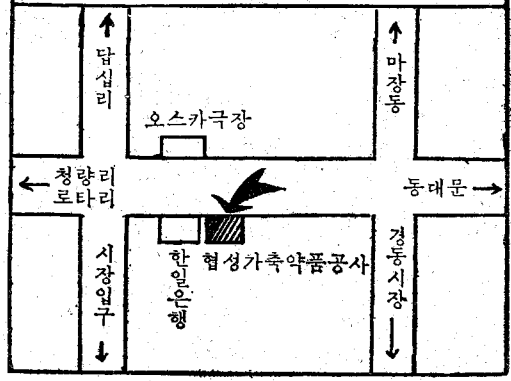 답십리
마장동
오스카극장
청량리
로타리
동대문
시장입구
한일은행
협성가축약품공사
경동시장